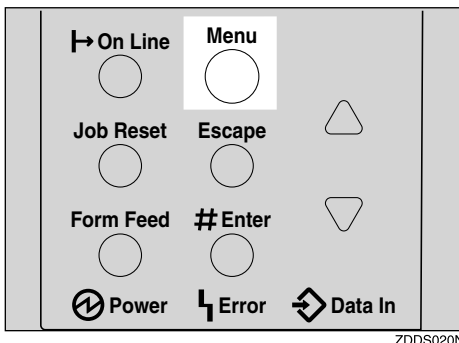 On Line Menu
Job Reset Escape
Form Feed # Enter
Power Error Data In
ZDDS020N